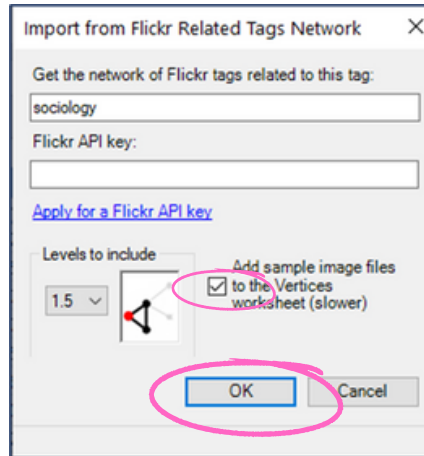 Import from Flickr Related Tags Network
Get the network of Flickr tags related to this tag:
sociology
Flickr API key:
Apply for a Flickr API key
Levels to include
1.5
Add sample image files
to the Vertices
worksheet (slower)
OK
Cancel